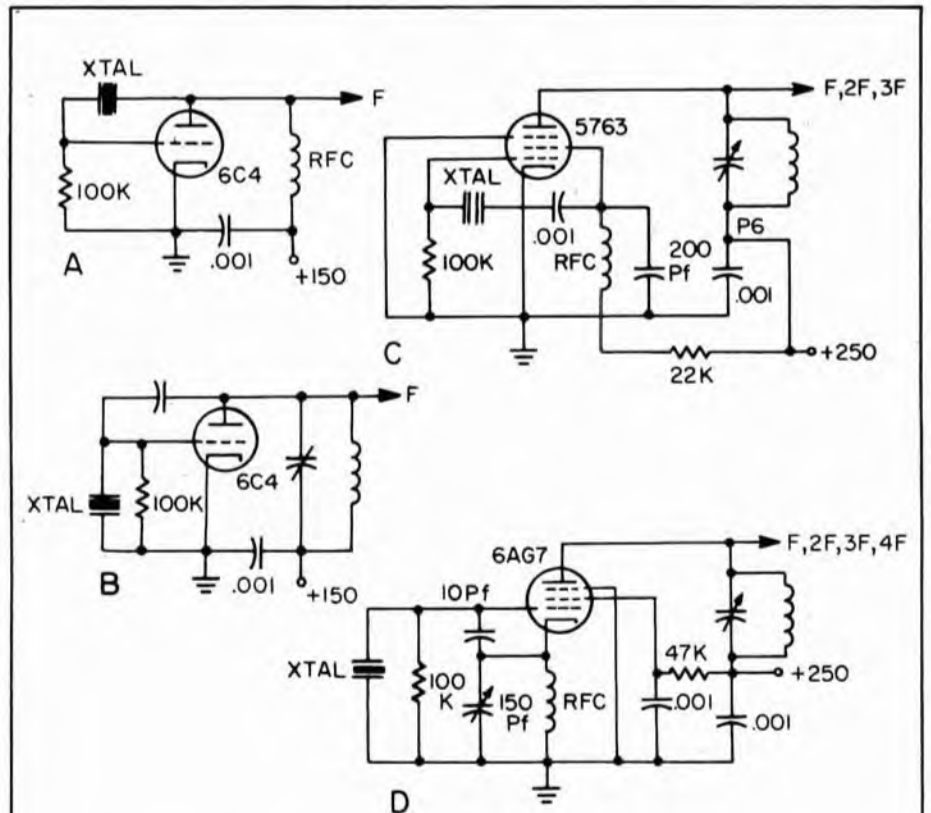 XTAL
F
6C4
RFC
100K
.001
+150
A
F,2F,3F
5763
XTAL
.001
RFC
100K
200
Pf
P6
.001
22K
+250
C
F
6C4
XTAL
100K
.001
+150
B
F,2F,3F,4F
6AG7
10Pf
47K
+250
XTAL
100
K
150
Pf
RFC
.001
.001
D